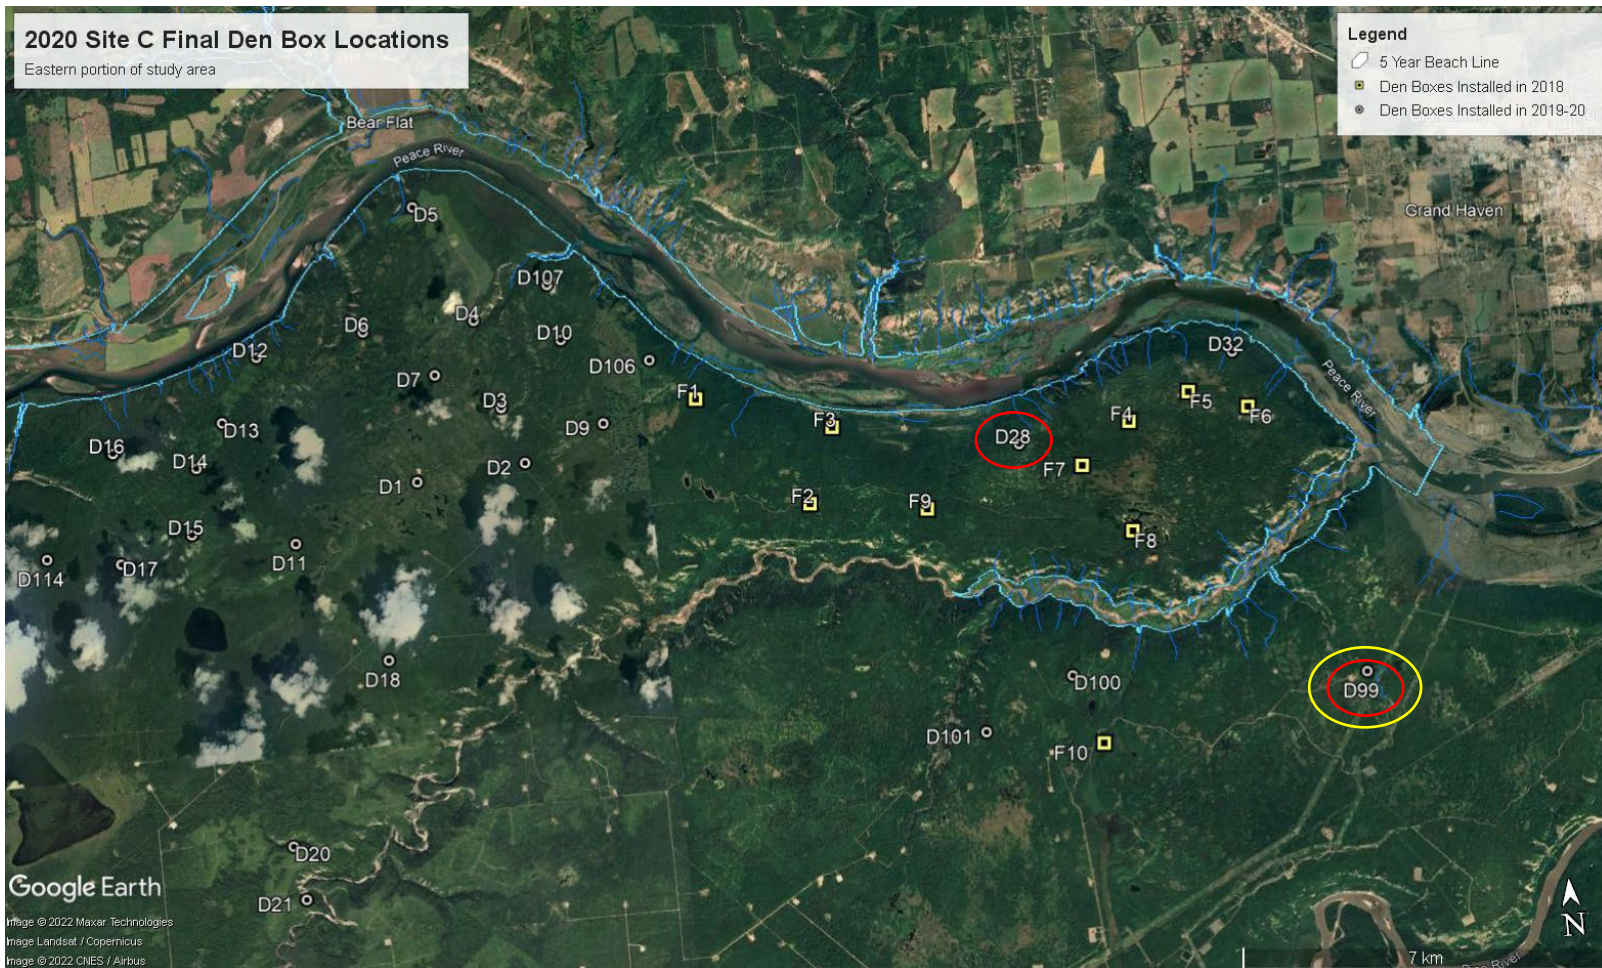 2020 Site C Final Den Box Locations
Eastern portion of study area
Legend
5 Year Beach Line
Den Boxes Installed in 2018
Den Boxes Installed in 2019-20
Bear Flat
Peace River
Grand Haven
D5
D107
D4
D6
D10
D12
D106
D32
Peace River
D7
F1
D3
F5
F6
F4
F3
D13
D9
D28
D16
D14
D2
F7
D1
F2
F9
D15
F8
D11
D17
D114
D18
D100
D99
D101
F10
D20
Google Earth
D21
Image © 2022 Maxar Technologies
Image Landsat / Copernicus
Image © 2022 CNES / Airbus
N
7 km
River